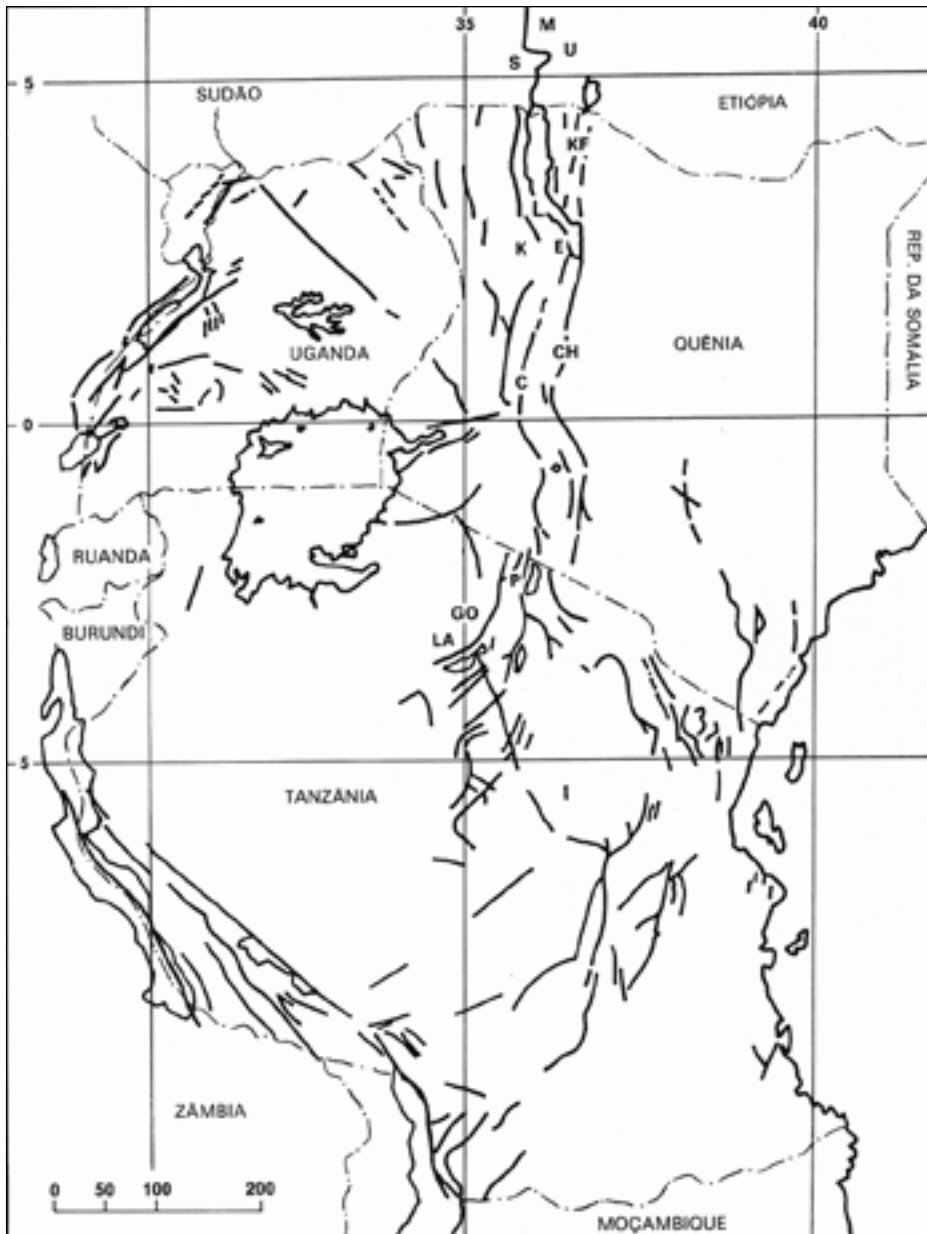 35
40
M
U
S
5
SUDÃO
ETIÓPIA
KF
K
E
REP. DA SOMÁLIA
UGANDA
QUÊNIA
CH
C
0
RUANDA
P
GO
BURUNDI
LA
5
TANZÂNIA
I
ZÂMBIA
0 50 100 200
MOÇAMBIQUE